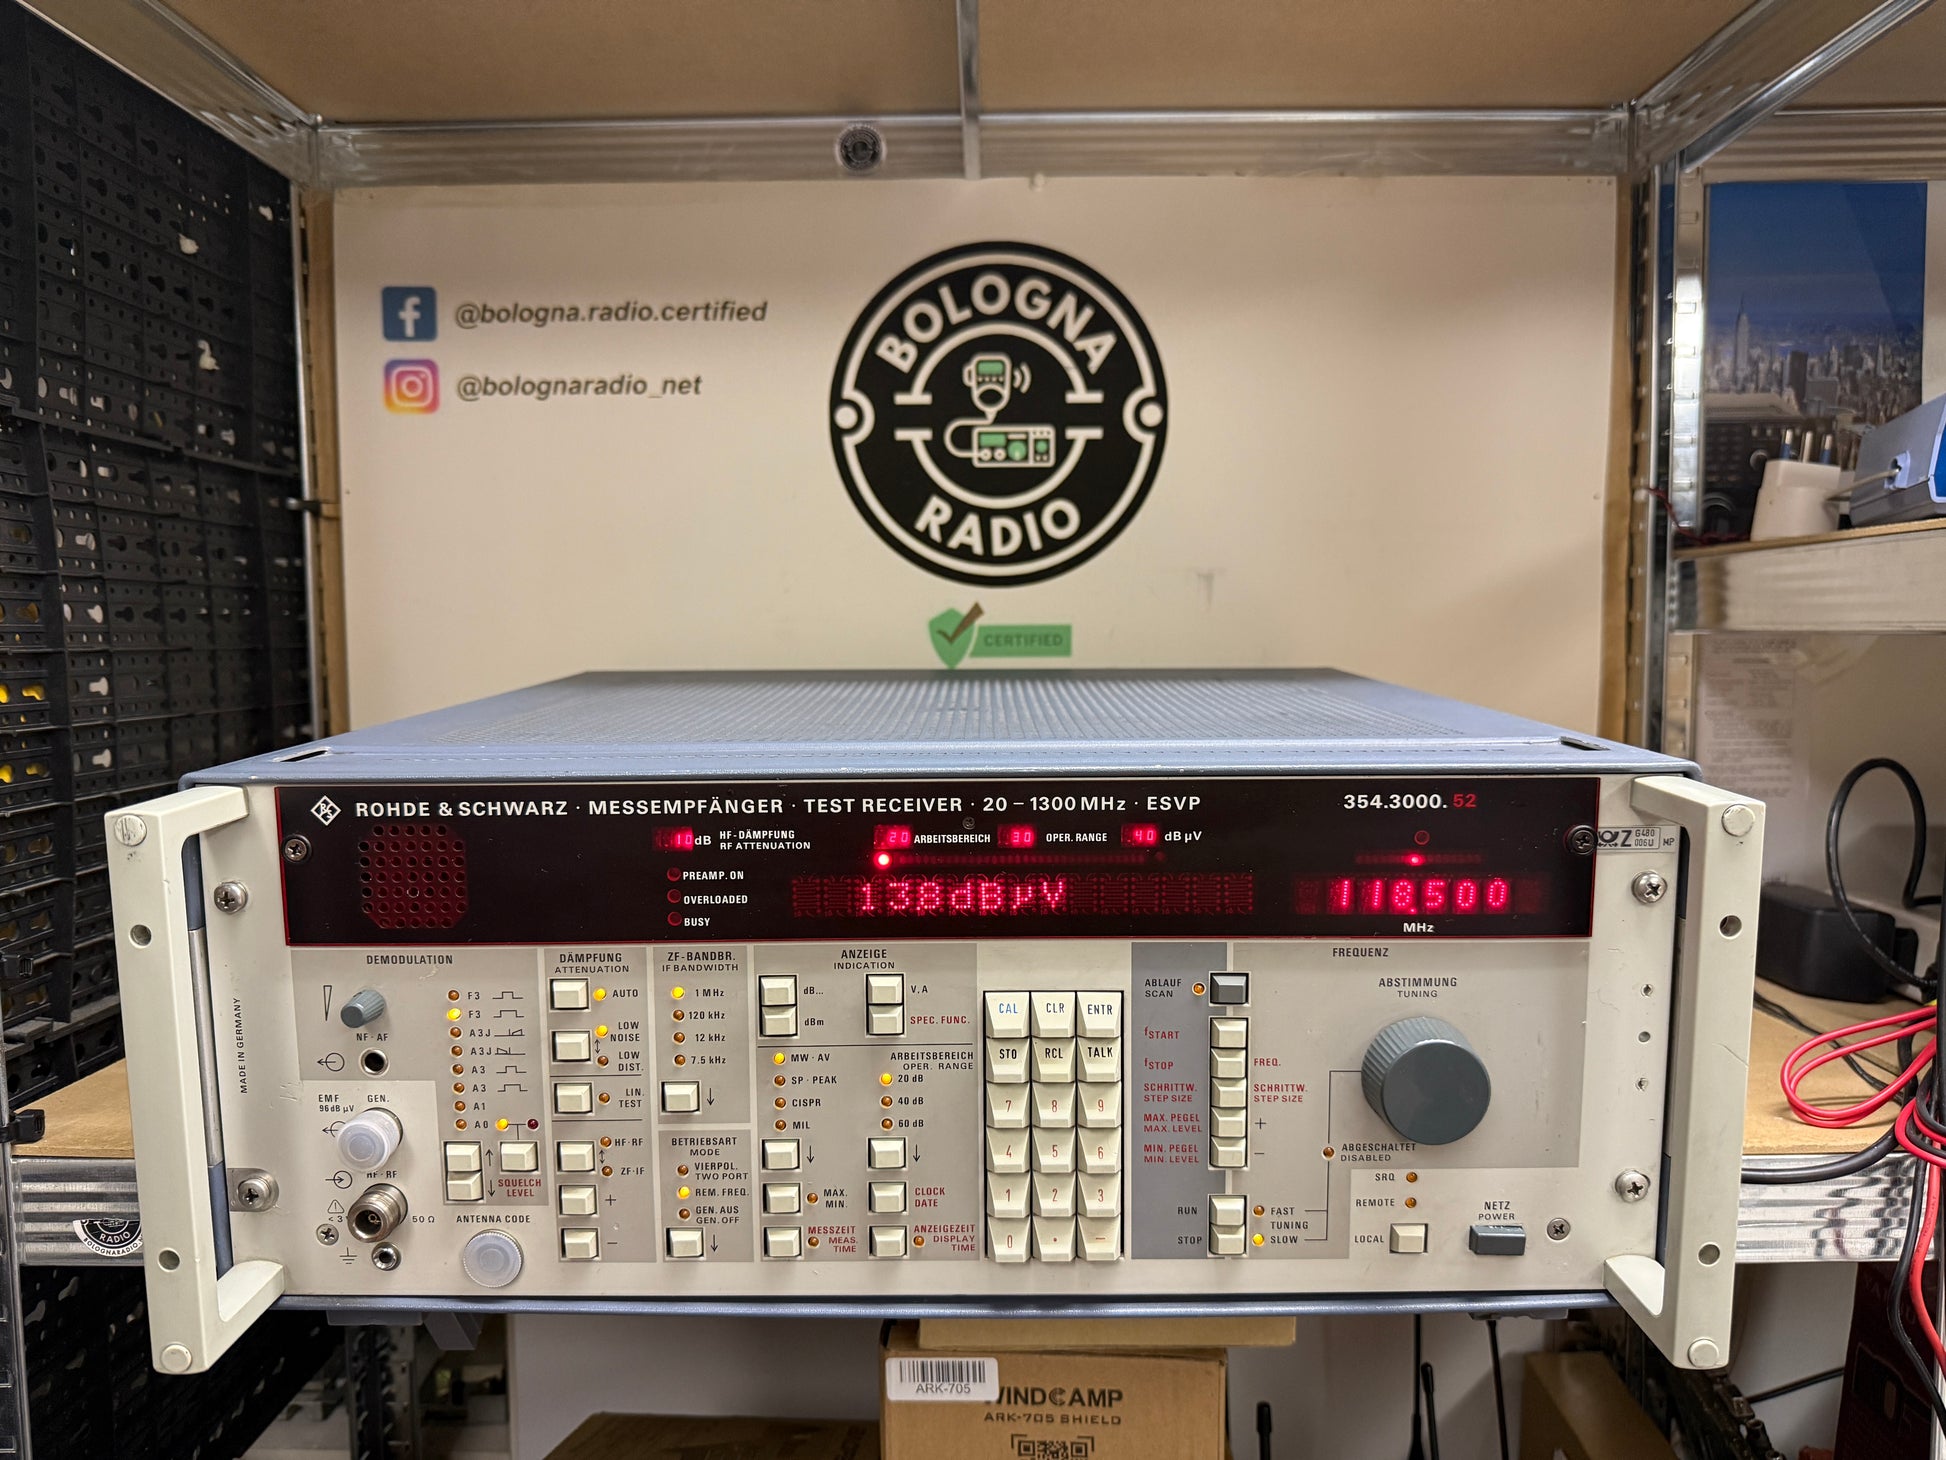 @bologna.radio.certified
@bolognaradio_net
BOLOGNA
RADIO
CERTIFIED
ROHDE & SCHWARZ · MESSEMPFÄNGER · TEST RECEIVER · 20 – 1300 MHz · ESVP
354.3000.52
10 dB HF-DÄMPFUNG
RF ATTENUATION
20 ARBEITSBEREICH 30 OPER. RANGE 40 dBµV
Z G480
006U MP
PREAMP. ON
OVERLOADED
BUSY
138dBµV
118.500
MHz
MADE IN GERMANY
DEMODULATION
F3
F3
A3J
A3J
A3
A3
A1
A0
NF-AF
EMF
96 dB µV
GEN.
HF-RF
50 Ω
SQUELCH
LEVEL
ANTENNA CODE
DÄMPFUNG
ATTENUATION
AUTO
LOW
NOISE
LOW
DIST.
LIN.
TEST
HF-RF
ZF-IF
+
−
ZF-BANDBR.
IF BANDWIDTH
1 MHz
120 kHz
12 kHz
7.5 kHz
BETRIEBSART
MODE
VIERPOL.
TWO PORT
REM. FREQ.
GEN. AUS
GEN. OFF
ANZEIGE
INDICATION
dB...
dBm
V, A
SPEC. FUNC.
MW·AV
SP·PEAK
CISPR
MIL
ARBEITSBEREICH
OPER. RANGE
20 dB
40 dB
60 dB
MAX.
MIN.
CLOCK
DATE
MESSZEIT
MEAS.
TIME
ANZEIGEZEIT
DISPLAY
TIME
CAL CLR ENTR
STO RCL TALK
7 8 9
4 5 6
1 2 3
0 . −
ABLAUF
SCAN
fSTART
fSTOP
SCHRITTW.
STEP SIZE
MAX. PEGEL
MAX. LEVEL
MIN. PEGEL
MIN. LEVEL
RUN
STOP
FREQUENZ
FREQ.
SCHRITTW.
STEP SIZE
+
−
ABSTIMMUNG
TUNING
ABGESCHALTET
DISABLED
FAST
TUNING
SLOW
SRQ
REMOTE
LOCAL
NETZ
POWER
RADIO
BOLOGNARADIO
ARK-705
WINDCAMP
ARK-705 SHIELD